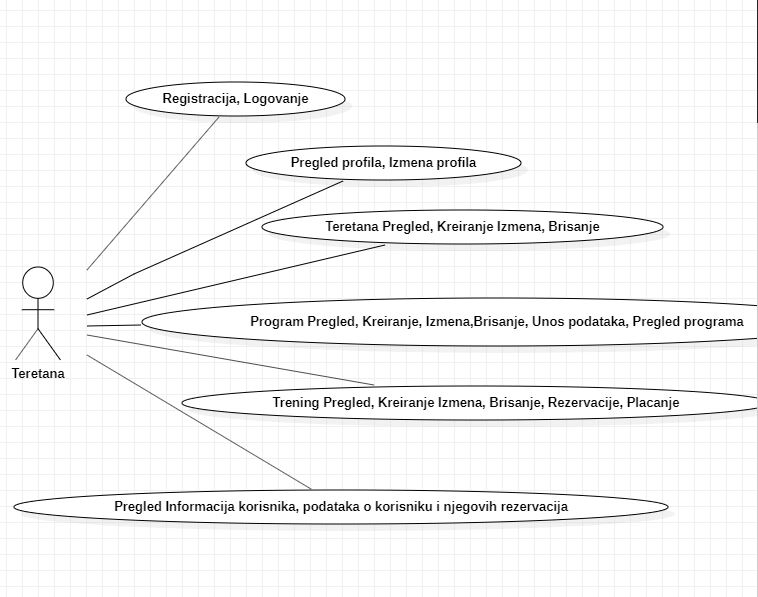 Registracija, Logovanje
Pregled profila, Izmena profila
Teretana Pregled, Kreiranje Izmena, Brisanje
Program Pregled, Kreiranje, Izmena,Brisanje, Unos podataka, Pregled programa
Teretana
Trening Pregled, Kreiranje Izmena, Brisanje, Rezervacije, Placanje
Pregled Informacija korisnika, podataka o korisniku i njegovih rezervacija